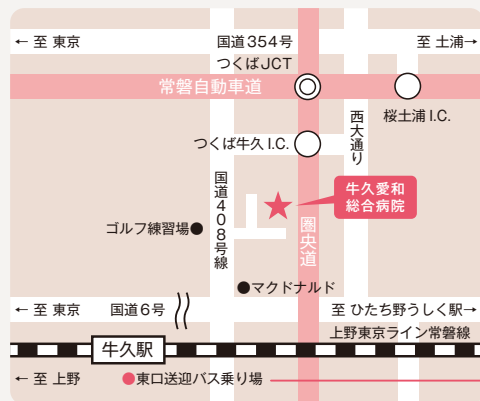 ← 至 東京
国道354号
至 土浦→
つくばJCT
常磐自動車道
桜土浦 I.C.
つくば牛久 I.C.
西大通り
国道408号線
牛久愛和
総合病院
ゴルフ練習場●
圏央道
●マクドナルド
← 至 東京
国道6号
至 ひたち野うしく駅→
上野東京ライン常磐線
牛久駅
← 至 上野
●東口送迎バス乗り場